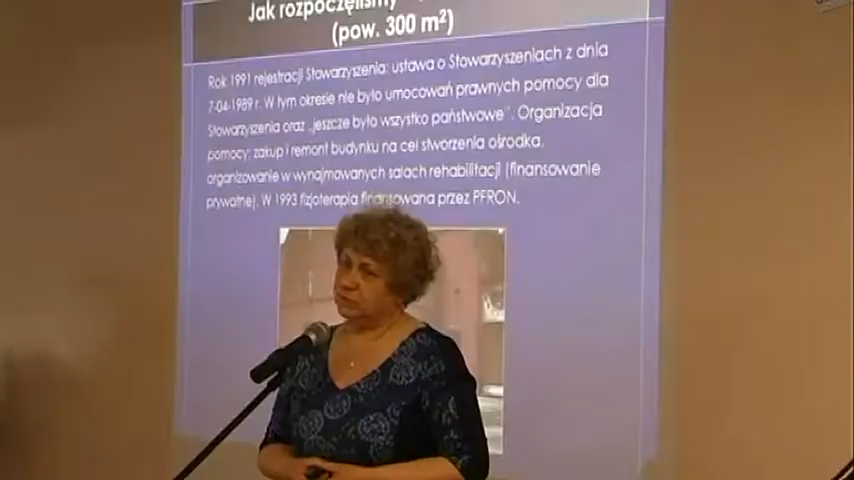 Jak rozpoczęliśmy
(pow. 300 m²)
Rok 1991 rejestracji Stowarzyszenia: ustawa o Stowarzyszeniach z dnia
7-04-1989 r. W tym okresie nie było umocowań prawnych pomocy dla
Stowarzyszenia oraz „jeszcze było wszystko państwowe”. Organizacja
pomocy: zakup i remont budynku na cel stworzenia ośrodka,
organizowanie w wynajmowanych salach rehabilitacji (finansowanie
prywatne). W 1993 fizjoterapia finansowana przez PFRON.